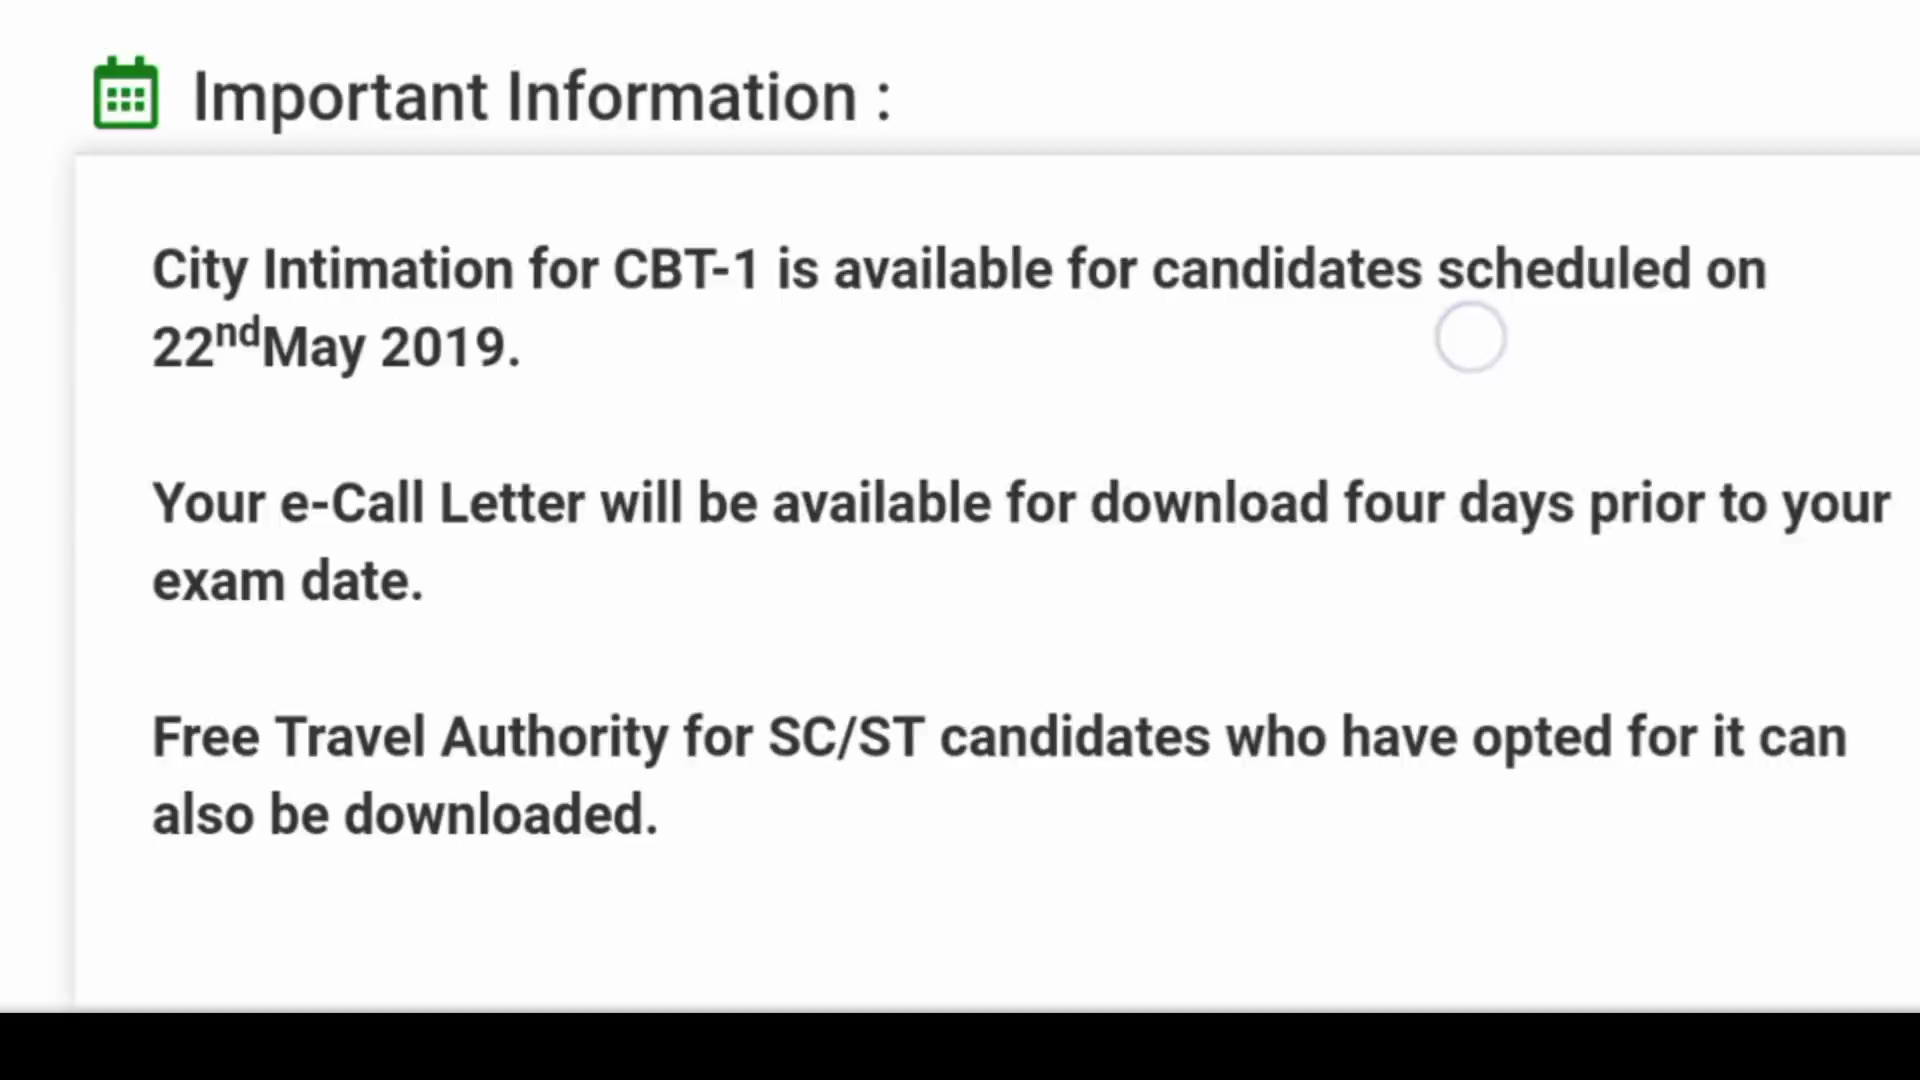 Important Information :
City Intimation for CBT-1 is available for candidates scheduled on
22ndMay 2019.
Your e-Call Letter will be available for download four days prior to your
exam date.
Free Travel Authority for SC/ST candidates who have opted for it can
also be downloaded.